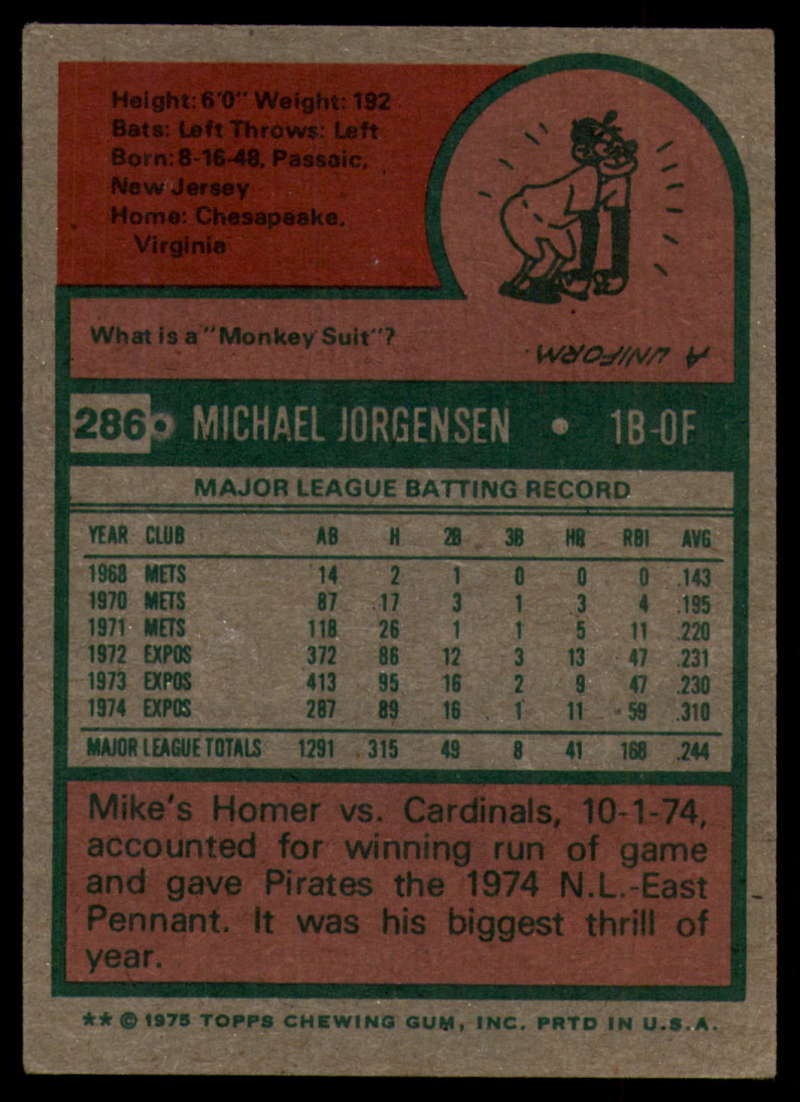 Height: 6'0" Weight: 192
Bats: Left Throws: Left
Born: 8-16-48, Passaic,
New Jersey
Home: Chesapeake,
Virginia
What is a "Monkey Suit"?
A UNIFORM.
286 MICHAEL JORGENSEN • 1B-OF
MAJOR LEAGUE BATTING RECORD
YEAR CLUB AB H 2B 3B HR RBI AVG
1968 METS 14 2 1 0 0 0 .143
1970 METS 87 17 3 1 3 4 .195
1971 METS 118 26 1 1 5 11 .220
1972 EXPOS 372 86 12 3 13 47 .231
1973 EXPOS 413 95 16 2 9 47 .230
1974 EXPOS 287 89 16 1 11 59 .310
MAJOR LEAGUE TOTALS 1291 315 49 8 41 168 .244
Mike's Homer vs. Cardinals, 10-1-74,
accounted for winning run of game
and gave Pirates the 1974 N.L.-East
Pennant. It was his biggest thrill of
year.
** © 1975 TOPPS CHEWING GUM, INC. PRTD IN U.S.A.